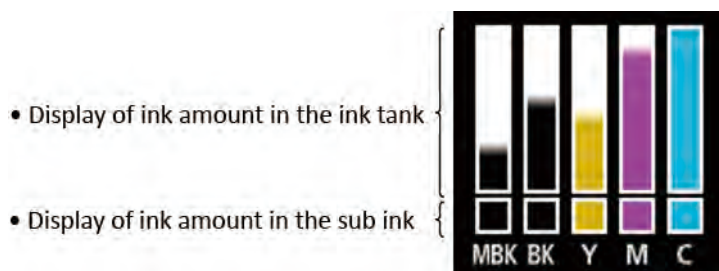 • Display of ink amount in the ink tank
• Display of ink amount in the sub ink
MBK BK Y M C